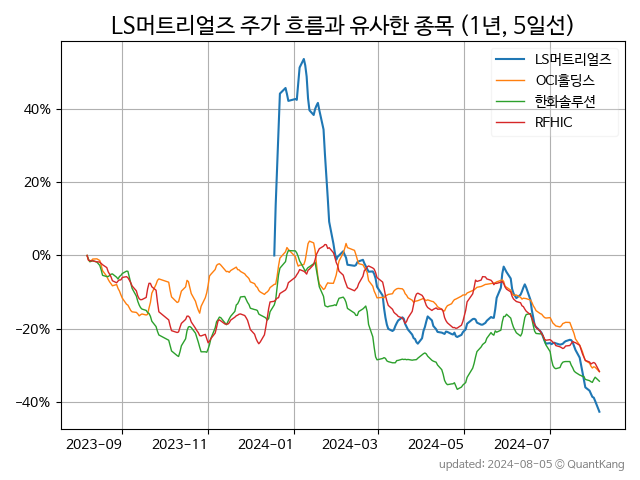 LS머트리얼즈 주가 흐름과 유사한 종목 (1년, 5일선)
LS머트리얼즈
OCI홀딩스
한화솔루션
RFHIC
40%
20%
0%
−20%
−40%
2023-09
2023-11
2024-01
2024-03
2024-05
2024-07
updated: 2024-08-05 © QuantKang